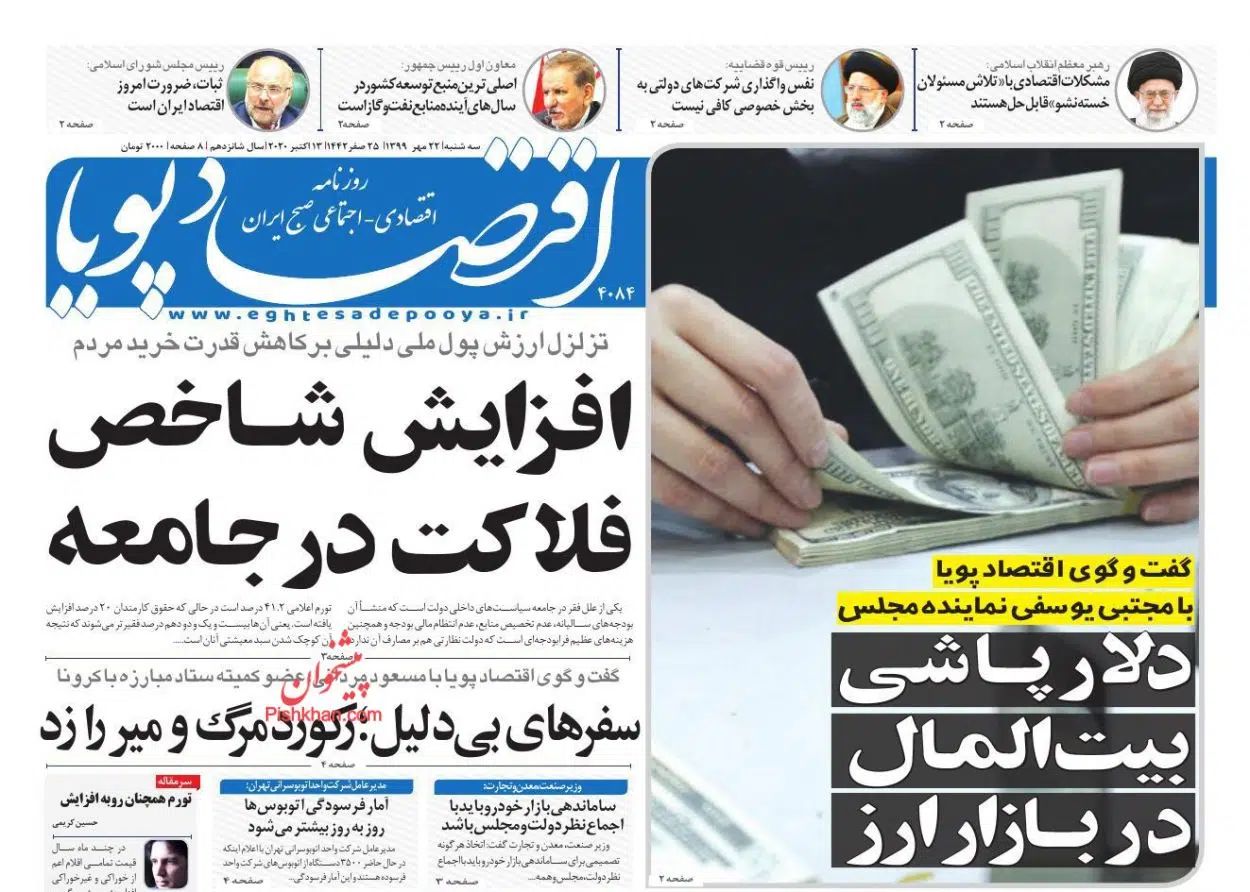 رهبر معظم انقلاب اسلامی:
مشکلات اقتصادی با «تلاش مسئولان
خسته نشو» قابل حل هستند
صفحه ۲
رییس قوه قضاییه:
نفس واگذاری شرکت‌های دولتی به
بخش خصوصی کافی نیست
صفحه ۲
معاون اول رییس جمهور:
اصلی ترین منبع توسعه کشور در
سال‌های آینده منابع نفت و گاز است
صفحه ۲
رییس مجلس شورای اسلامی:
ثبات، ضرورت امروز
اقتصاد ایران است
صفحه ۲
سه شنبه | ۲۲ مهر ۱۳۹۹ | ۲۵ صفر ۱۴۴۲ | ۱۳ اکتبر ۲۰۲۰ | سال شانزدهم | ۸ صفحه | ۲۰۰۰ تومان
روزنامه
اقتصادی - اجتماعی صبح ایران
اقتصاد پویا
۴۰۸۴
www.eghtesadepooya.ir
تزلزل ارزش پول ملی دلیلی بر کاهش قدرت خرید مردم
افزایش شاخص
فلاکت در جامعه
یکی از علل فقر در جامعه سیاست‌های داخلی دولت است که منشأ آن
بودجه‌های سالیانه، عدم تخصیص منابع، عدم انتظام مالی بودجه و همچنین
هزینه‌های عظیم فرابودجه‌ای است که دولت نظارتی هم بر مصارف آن ندارد.
تورم اعلامی ۴۱.۲ درصد است در حالی که حقوق کارمندان ۲۰ درصد افزایش
یافته است. یعنی آن‌ها بیست و یک و دو دهم درصد فقیرتر می‌شوند که نتیجه
آن کوچک شدن سبد معیشتی آنان است....
صفحه ۳
پیشخوان
Pishkhan.com
گفت و گوی اقتصاد پویا با مسعود مردانی عضو کمیته ستاد مبارزه با کرونا
سفرهای بی‌دلیل؛ رکورد مرگ و میر را زد
صفحه ۴
گفت و گوی اقتصاد پویا
با مجتبی یوسفی نماینده مجلس
دلار پاشی
بیت‌المال
در بازار ارز
صفحه ۲
وزیر صنعت، معدن و تجارت:
ساماندهی بازار خودرو باید با
اجماع نظر دولت و مجلس باشد
وزیر صنعت، معدن و تجارت گفت: اتخاذ هر گونه
تصمیمی برای ساماندهی بازار خودرو باید با اجماع
نظر دولت، مجلس و همه....
صفحه ۳
مدیر عامل شرکت واحد اتوبوسرانی تهران:
آمار فرسودگی اتوبوس‌ها
روز به روز بیشتر می‌شود
مدیرعامل شرکت واحد اتوبوسرانی تهران با اعلام اینکه
در حال حاضر ۳۵۰۰ دستگاه از اتوبوس‌های شرکت واحد
فرسوده هستند و این آمار فرسودگی....
صفحه ۴
سرمقاله
تورم همچنان رو به افزایش
حسین کریمی
در چند ماه سال
قیمت تمامی اقلام اعم
از خوراکی و غیرخوراکی